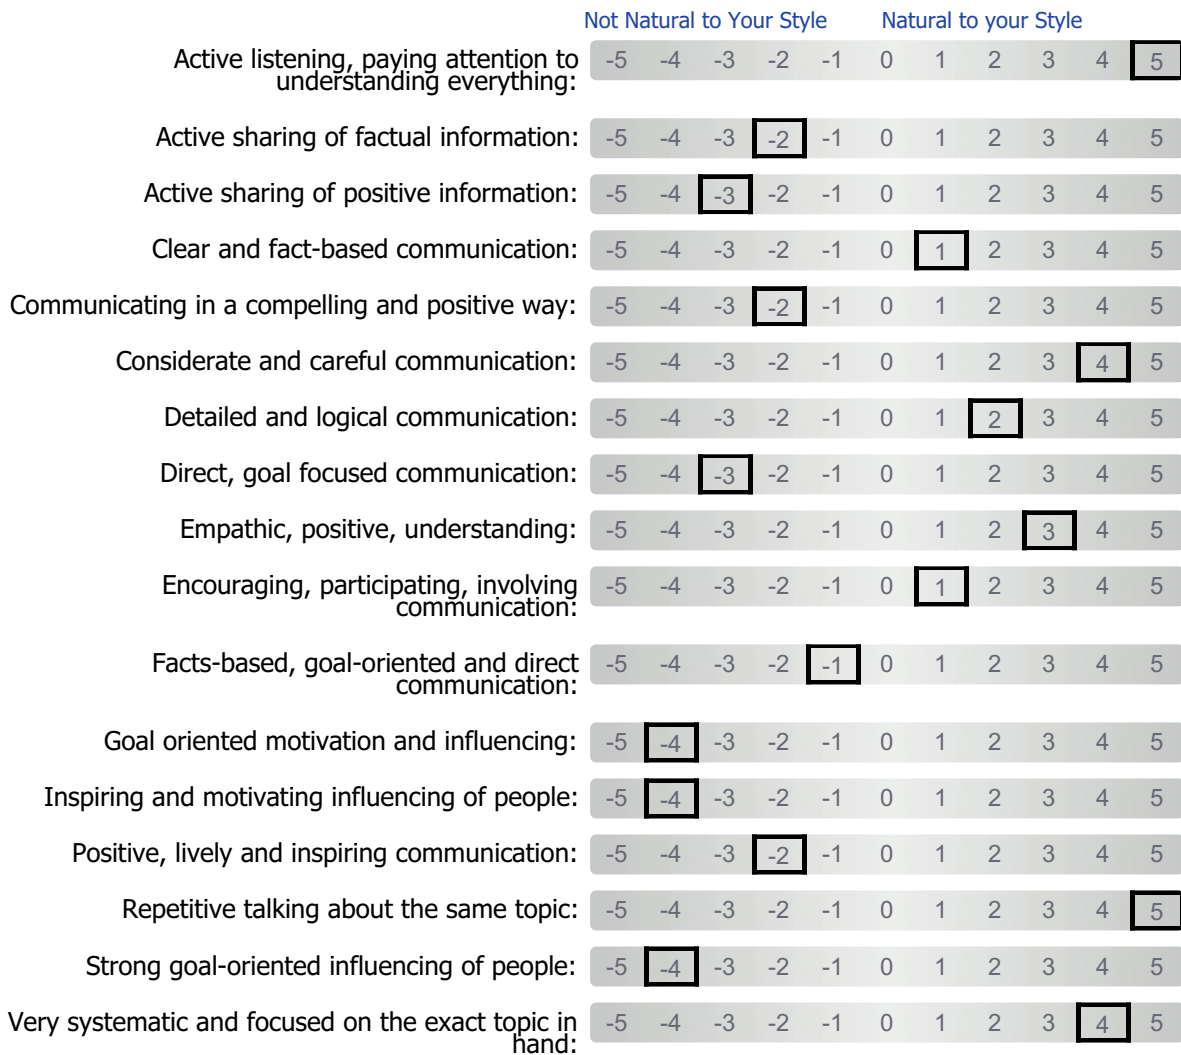 Not Natural to Your Style Natural to your Style
Active listening, paying attention to
understanding everything: -5 -4 -3 -2 -1 0 1 2 3 4 5
Active sharing of factual information: -5 -4 -3 -2 -1 0 1 2 3 4 5
Active sharing of positive information: -5 -4 -3 -2 -1 0 1 2 3 4 5
Clear and fact-based communication: -5 -4 -3 -2 -1 0 1 2 3 4 5
Communicating in a compelling and positive way: -5 -4 -3 -2 -1 0 1 2 3 4 5
Considerate and careful communication: -5 -4 -3 -2 -1 0 1 2 3 4 5
Detailed and logical communication: -5 -4 -3 -2 -1 0 1 2 3 4 5
Direct, goal focused communication: -5 -4 -3 -2 -1 0 1 2 3 4 5
Empathic, positive, understanding: -5 -4 -3 -2 -1 0 1 2 3 4 5
Encouraging, participating, involving
communication: -5 -4 -3 -2 -1 0 1 2 3 4 5
Facts-based, goal-oriented and direct
communication: -5 -4 -3 -2 -1 0 1 2 3 4 5
Goal oriented motivation and influencing: -5 -4 -3 -2 -1 0 1 2 3 4 5
Inspiring and motivating influencing of people: -5 -4 -3 -2 -1 0 1 2 3 4 5
Positive, lively and inspiring communication: -5 -4 -3 -2 -1 0 1 2 3 4 5
Repetitive talking about the same topic: -5 -4 -3 -2 -1 0 1 2 3 4 5
Strong goal-oriented influencing of people: -5 -4 -3 -2 -1 0 1 2 3 4 5
Very systematic and focused on the exact topic in
hand: -5 -4 -3 -2 -1 0 1 2 3 4 5